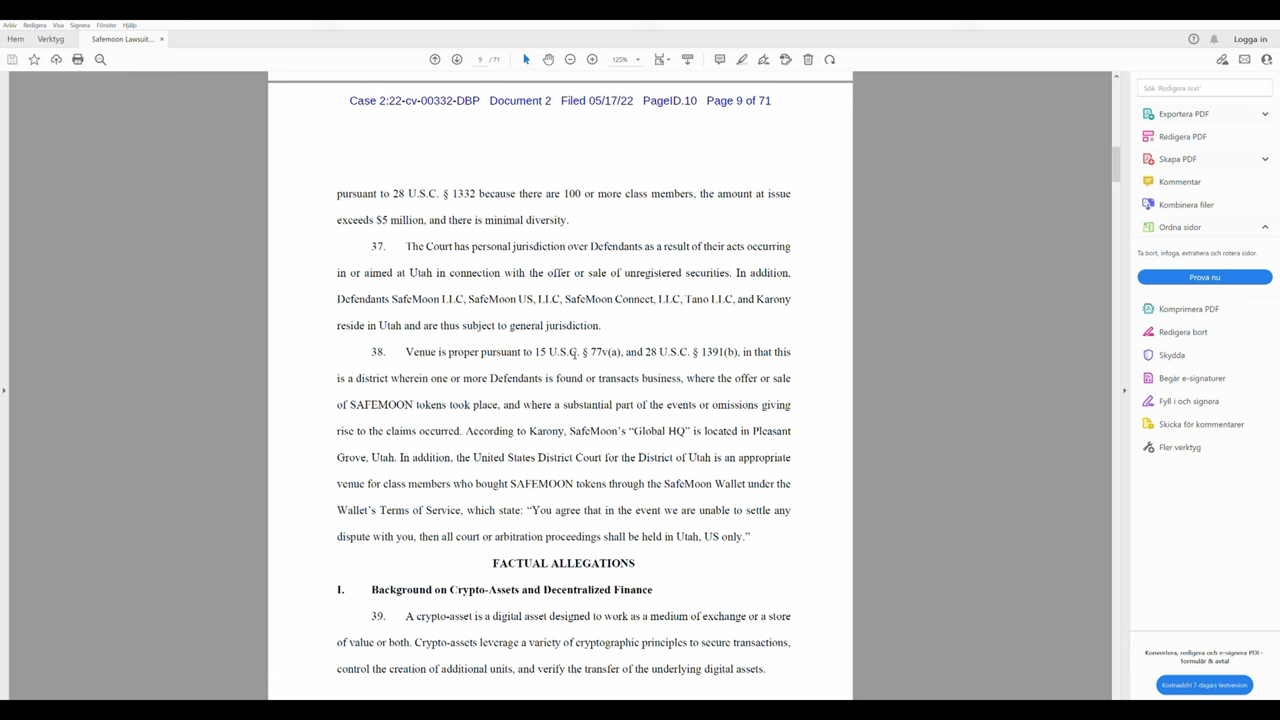 Arkiv Redigera Visa Signera Fönster Hjälp
Hem Verktyg Safemoon Lawsuit... × Logga in
9 / 71 125%
Case 2:22-cv-00332-DBP Document 2 Filed 05/17/22 PageID.10 Page 9 of 71
pursuant to 28 U.S.C. § 1332 because there are 100 or more class members, the amount at issue
exceeds $5 million, and there is minimal diversity.
37. The Court has personal jurisdiction over Defendants as a result of their acts occurring
in or aimed at Utah in connection with the offer or sale of unregistered securities. In addition,
Defendants SafeMoon LLC, SafeMoon US, LLC, SafeMoon Connect, LLC, Tano LLC, and Karony
reside in Utah and are thus subject to general jurisdiction.
38. Venue is proper pursuant to 15 U.S.C. § 77v(a), and 28 U.S.C. § 1391(b), in that this
is a district wherein one or more Defendants is found or transacts business, where the offer or sale
of SAFEMOON tokens took place, and where a substantial part of the events or omissions giving
rise to the claims occured. According to Karony, SafeMoon’s “Global HQ” is located in Pleasant
Grove, Utah. In addition, the United States District Court for the District of Utah is an appropriate
venue for class members who bought SAFEMOON tokens through the SafeMoon Wallet under the
Wallet’s Terms of Service, which state: “You agree that in the event we are unable to settle any
dispute with you, then all court or arbitration proceedings shall be held in Utah, US only.”
FACTUAL ALLEGATIONS
I. Background on Crypto-Assets and Decentralized Finance
39. A crypto-asset is a digital asset designed to work as a medium of exchange or a store
of value or both. Crypto-assets leverage a variety of cryptographic principles to secure transactions,
control the creation of additional units, and verify the transfer of the underlying digital assets.
Sök 'Redigera text'
Exportera PDF
Redigera PDF
Skapa PDF
Kommentar
Kombinera filer
Ordna sidor
Ta bort, infoga, extrahera och rotera sidor.
Prova nu
Komprimera PDF
Redigera bort
Skydda
Begär e-signaturer
Fyll i och signera
Skicka för kommentarer
Fler verktyg
Konvertera, redigera och e-signera PDF-
formulär & avtal
Kostnadsfri 7-dagars testversion